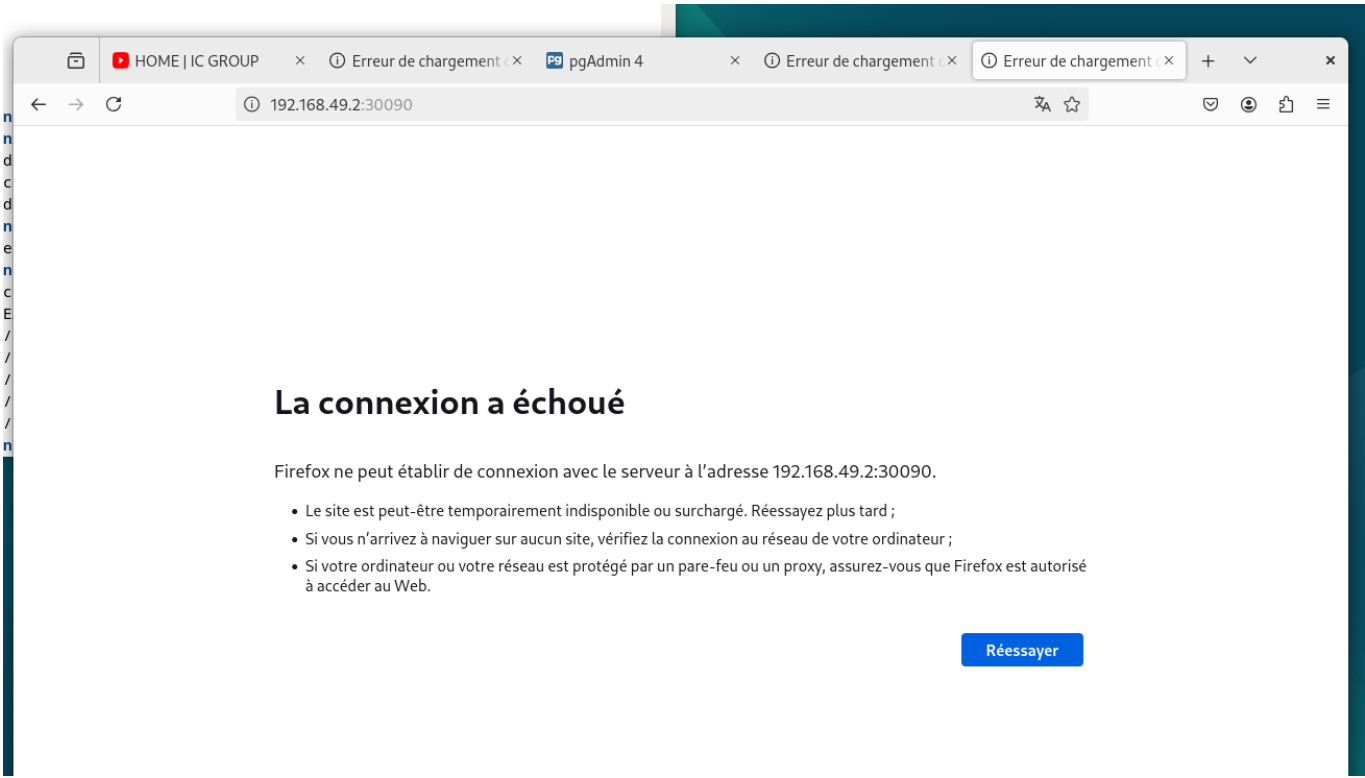 HOME | IC GROUP
Erreur de chargement
pgAdmin 4
Erreur de chargement
Erreur de chargement
192.168.49.2:30090
La connexion a échoué
Firefox ne peut établir de connexion avec le serveur à l’adresse 192.168.49.2:30090.
Le site est peut-être temporairement indisponible ou surchargé. Réessayez plus tard ;
Si vous n’arrivez à naviguer sur aucun site, vérifiez la connexion au réseau de votre ordinateur ;
Si votre ordinateur ou votre réseau est protégé par un pare-feu ou un proxy, assurez-vous que Firefox est autorisé
à accéder au Web.
Réessayer